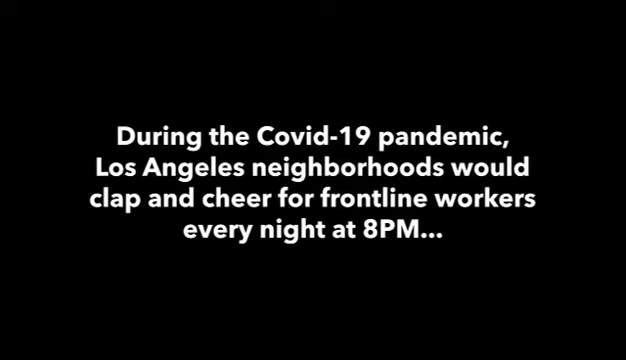 During the Covid-19 pandemic,
Los Angeles neighborhoods would
clap and cheer for frontline workers
every night at 8PM...